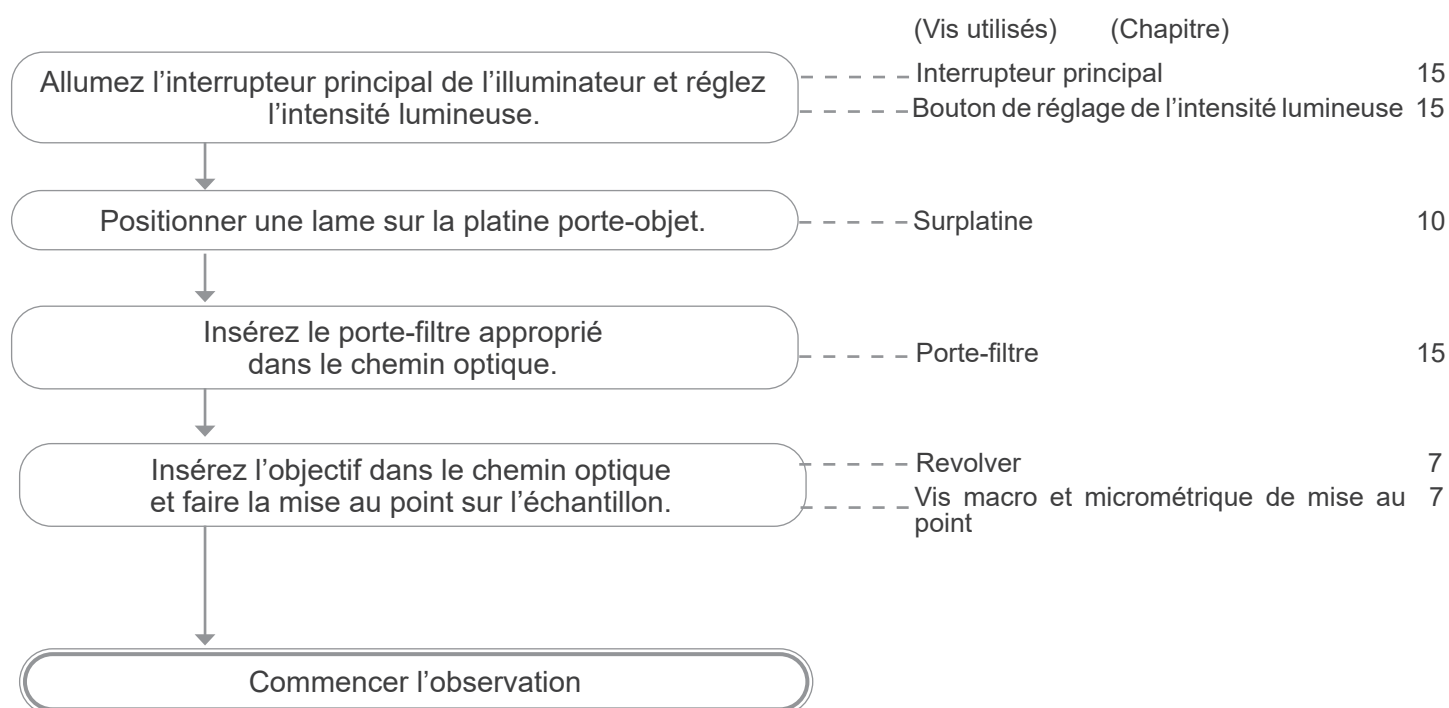 (Vis utilisés) (Chapitre)
Allumez l’interrupteur principal de l’illuminateur et réglez
l’intensité lumineuse.
Interrupteur principal 15
Bouton de réglage de l’intensité lumineuse 15
Positionner une lame sur la platine porte-objet.
Surplatine 10
Insérez le porte-filtre approprié
dans le chemin optique.
Porte-filtre 15
Insérez l’objectif dans le chemin optique
et faire la mise au point sur l’échantillon.
Revolver 7
Vis macro et micrométrique de mise au 7
point
Commencer l’observation